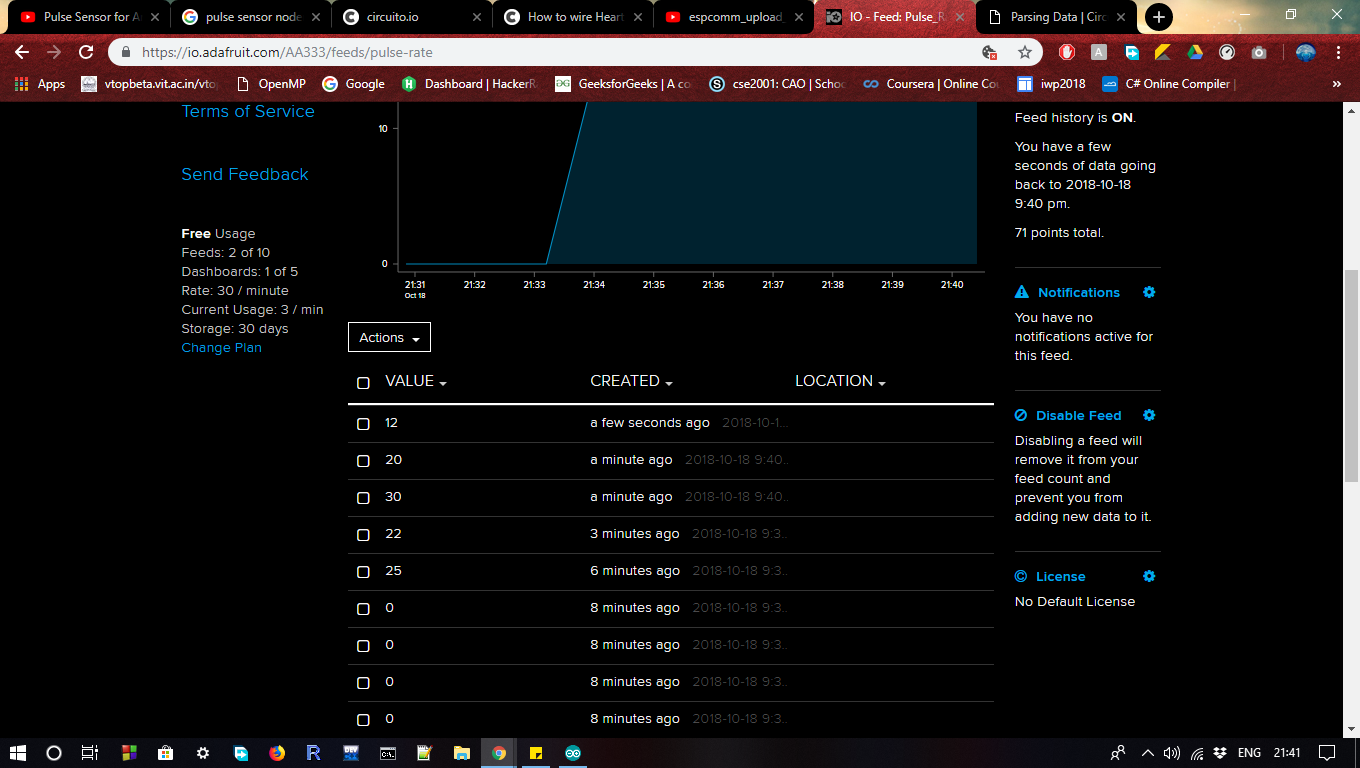 Pulse Sensor for A
pulse sensor node
circuito.io
How to wire Heart
espcomm_upload_
IO - Feed: Pulse_R
Parsing Data | Circ
https://io.adafruit.com/AA333/feeds/pulse-rate
Apps
vtopbeta.vit.ac.in/vto
OpenMP
Google
Dashboard | HackerR
GeeksforGeeks | A co
cse2001: CAO | Schoo
Coursera | Online Co
iwp2018
C# Online Compiler |
»
Terms of Service
Send Feedback
Free Usage
Feeds: 2 of 10
Dashboards: 1 of 5
Rate: 30 / minute
Current Usage: 3 / min
Storage: 30 days
Change Plan
10
0
21:31 21:32 21:33 21:34 21:35 21:36 21:37 21:38 21:39 21:40
Oct 18
Actions
VALUE CREATED LOCATION
12 a few seconds ago 2018-10-1...
20 a minute ago 2018-10-18 9:40..
30 a minute ago 2018-10-18 9:40..
22 3 minutes ago 2018-10-18 9:3..
25 6 minutes ago 2018-10-18 9:3..
0 8 minutes ago 2018-10-18 9:3..
0 8 minutes ago 2018-10-18 9:3..
0 8 minutes ago 2018-10-18 9:3..
0 8 minutes ago 2018-10-18 9:3..
Feed history is ON.
You have a few
seconds of data going
back to 2018-10-18
9:40 pm.
71 points total.
Notifications
You have no
notifications active for
this feed.
Disable Feed
Disabling a feed will
remove it from your
feed count and
prevent you from
adding new data to it.
License
No Default License
ENG 21:41